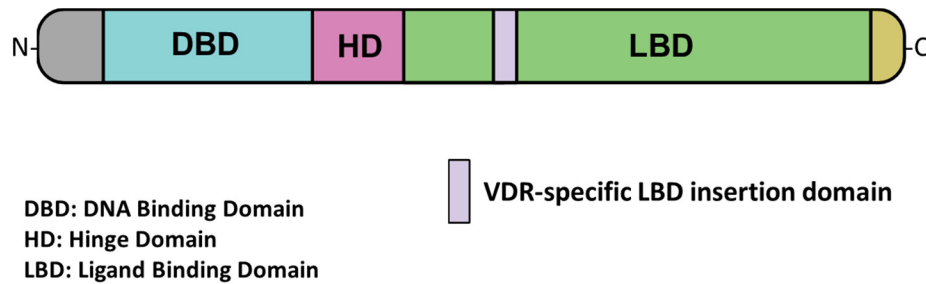 N- DBD HD LBD -C
VDR-specific LBD insertion domain
DBD: DNA Binding Domain
HD: Hinge Domain
LBD: Ligand Binding Domain